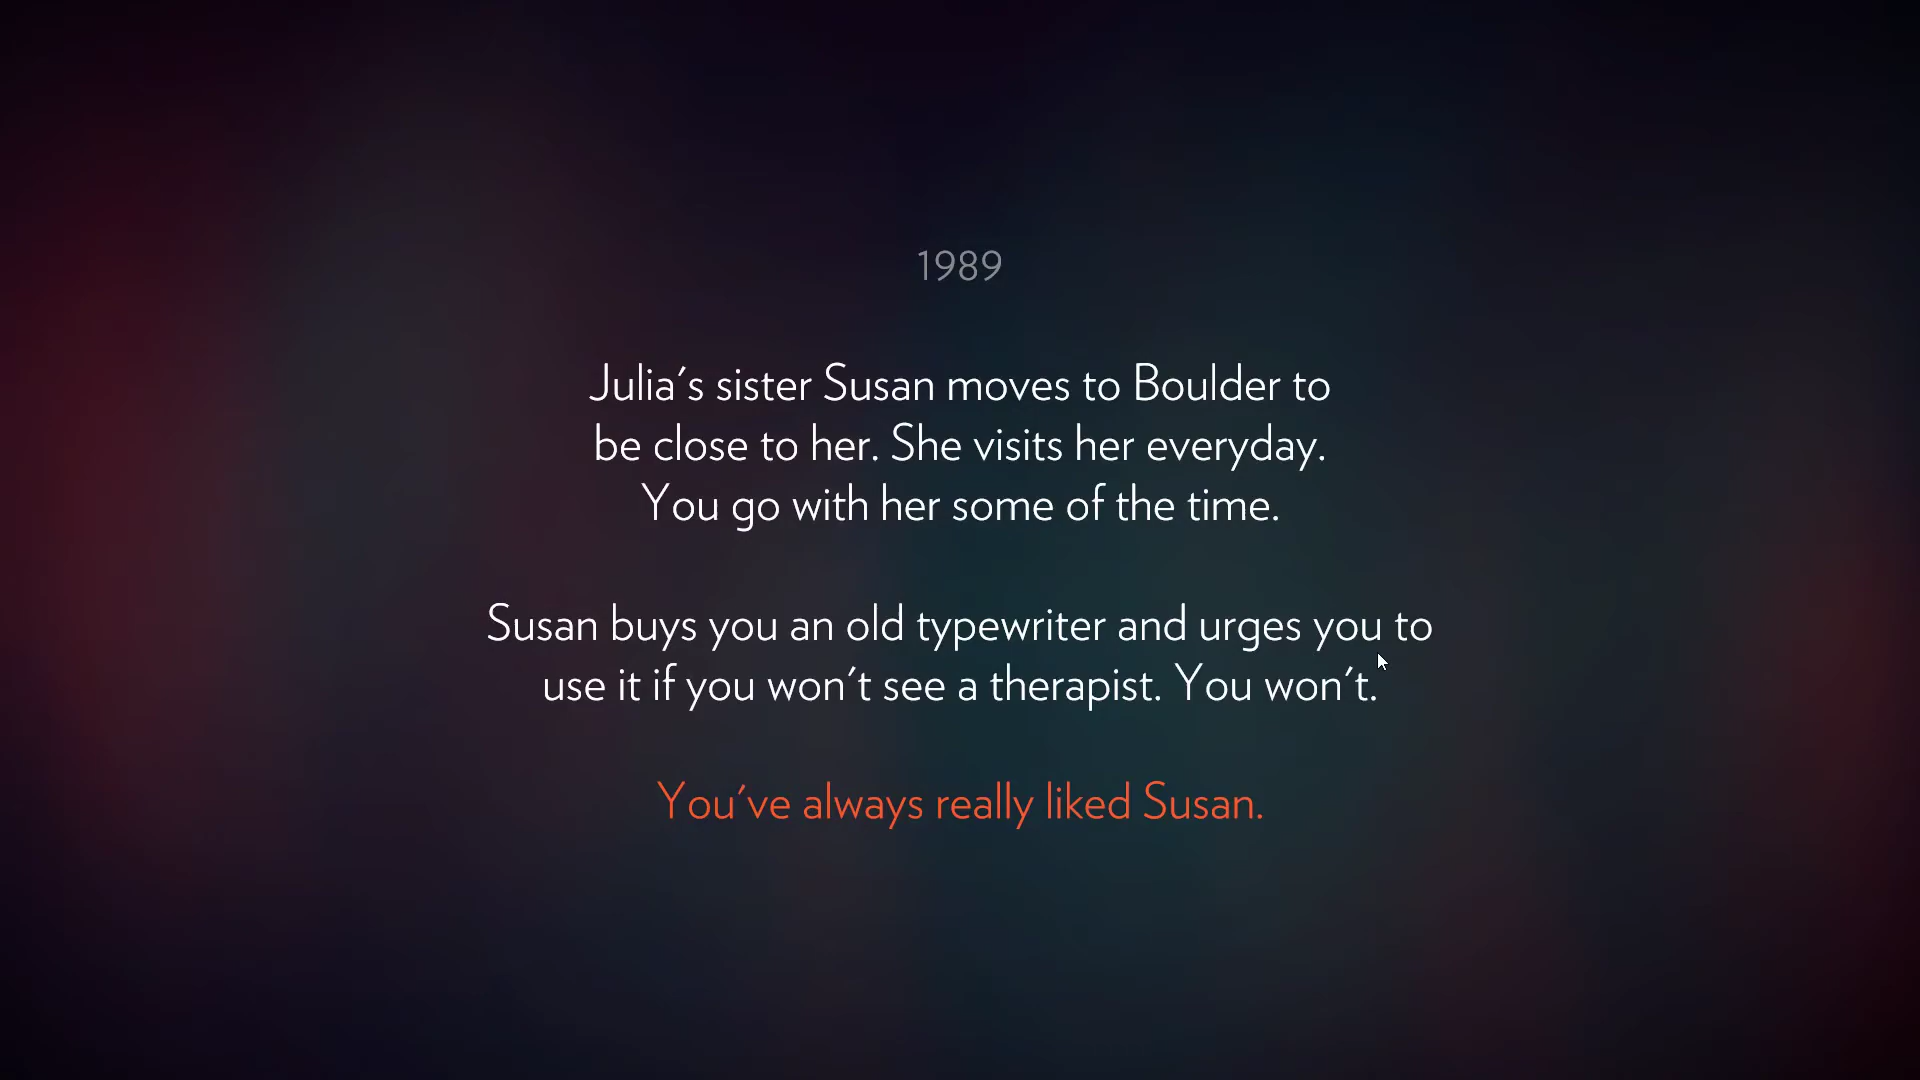 1989
Julia's sister Susan moves to Boulder to
be close to her. She visits her everyday.
You go with her some of the time.
Susan buys you an old typewriter and urges you to
use it if you won't see a therapist. You won't.
You've always really liked Susan.